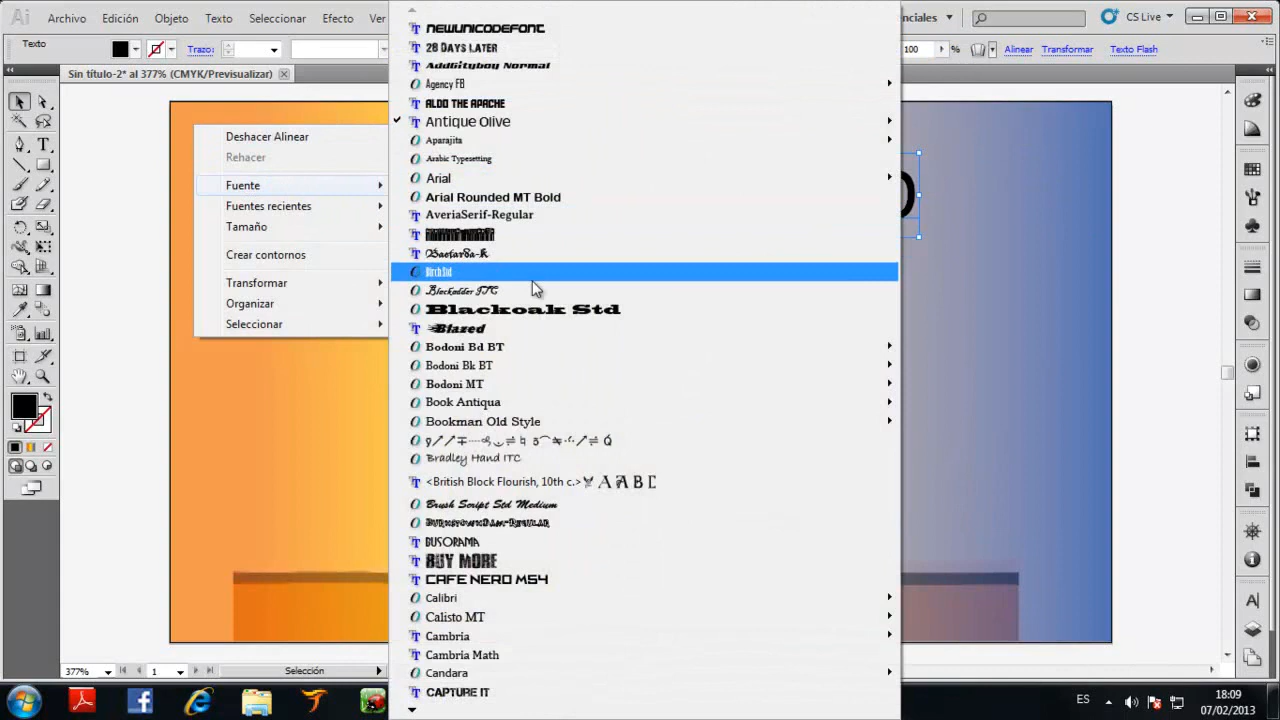 Ai
Archivo
Edición
Objeto
Texto
Seleccionar
Efecto
Ver
CS Live
Texto
Trazo:
100
%
Alinear
Transformar
Texto Flash
Sin título-2* al 377% (CMYK/Previsualizar)
Deshacer Alinear
Rehacer
Fuente
Fuentes recientes
Tamaño
Crear contornos
Transformar
Organizar
Seleccionar
NEWUNICODEFONT
28 DAYS LATER
AddCityboy Normal
Agency FB
ALDO THE APACHE
Antique Olive
Aparajita
Arabic Typesetting
Arial
Arial Rounded MT Bold
AveriaSerif-Regular
Bastarda-K
Birch Std
Blackadder ITC
Blackoak Std
Blazed
Bodoni Bd BT
Bodoni Bk BT
Bodoni MT
Book Antiqua
Bookman Old Style
Bradley Hand ITC
<British Block Flourish, 10th c.>
Brush Script Std Medium
BUSORAMA
BUY MORE
CAFE NERO M54
Calibri
Calisto MT
Cambria
Cambria Math
Candara
CAPTURE IT
377%
1
Selección
ES
18:09
07/02/2013